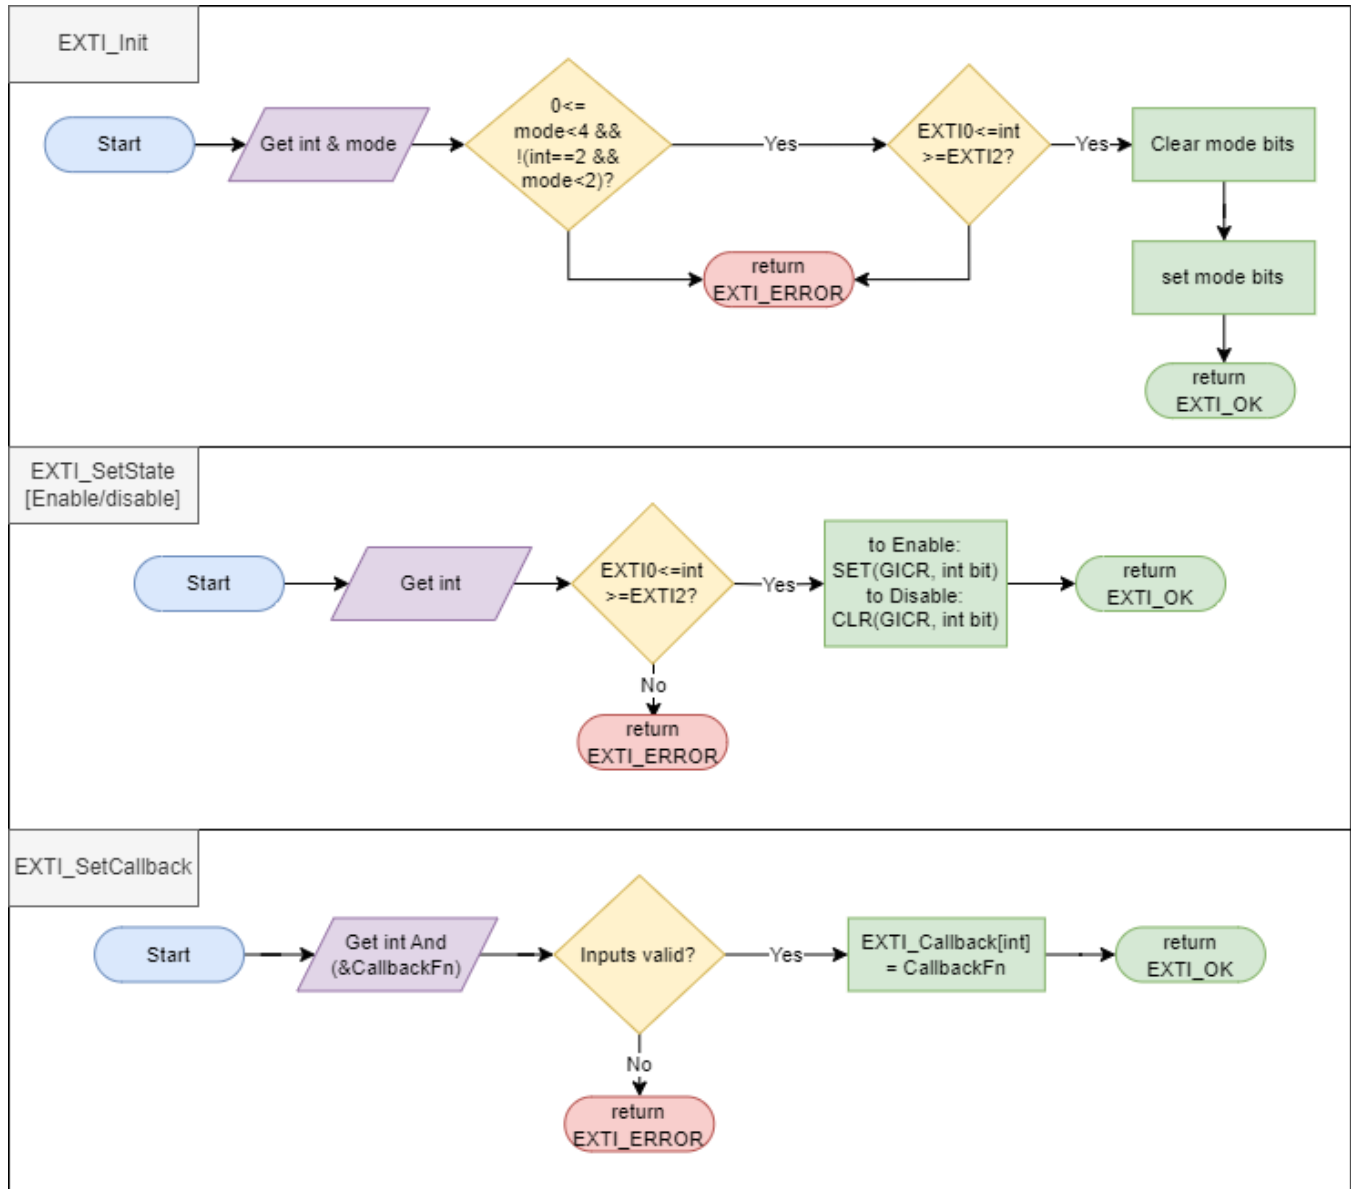 EXTI_Init
Start
Get int & mode
0<=
mode<4 &&
!(int==2 &&
mode<2)?
Yes
EXTI0<=int
>=EXTI2?
Yes
Clear mode bits
return
EXTI_ERROR
set mode bits
return
EXTI_OK
EXTI_SetState
[Enable/disable]
Start
Get int
EXTI0<=int
>=EXTI2?
Yes
to Enable:
SET(GICR, int bit)
to Disable:
CLR(GICR, int bit)
return
EXTI_OK
No
return
EXTI_ERROR
EXTI_SetCallback
Start
Get int And
(&CallbackFn)
Inputs valid?
Yes
EXTI_Callback[int]
= CallbackFn
return
EXTI_OK
No
return
EXTI_ERROR